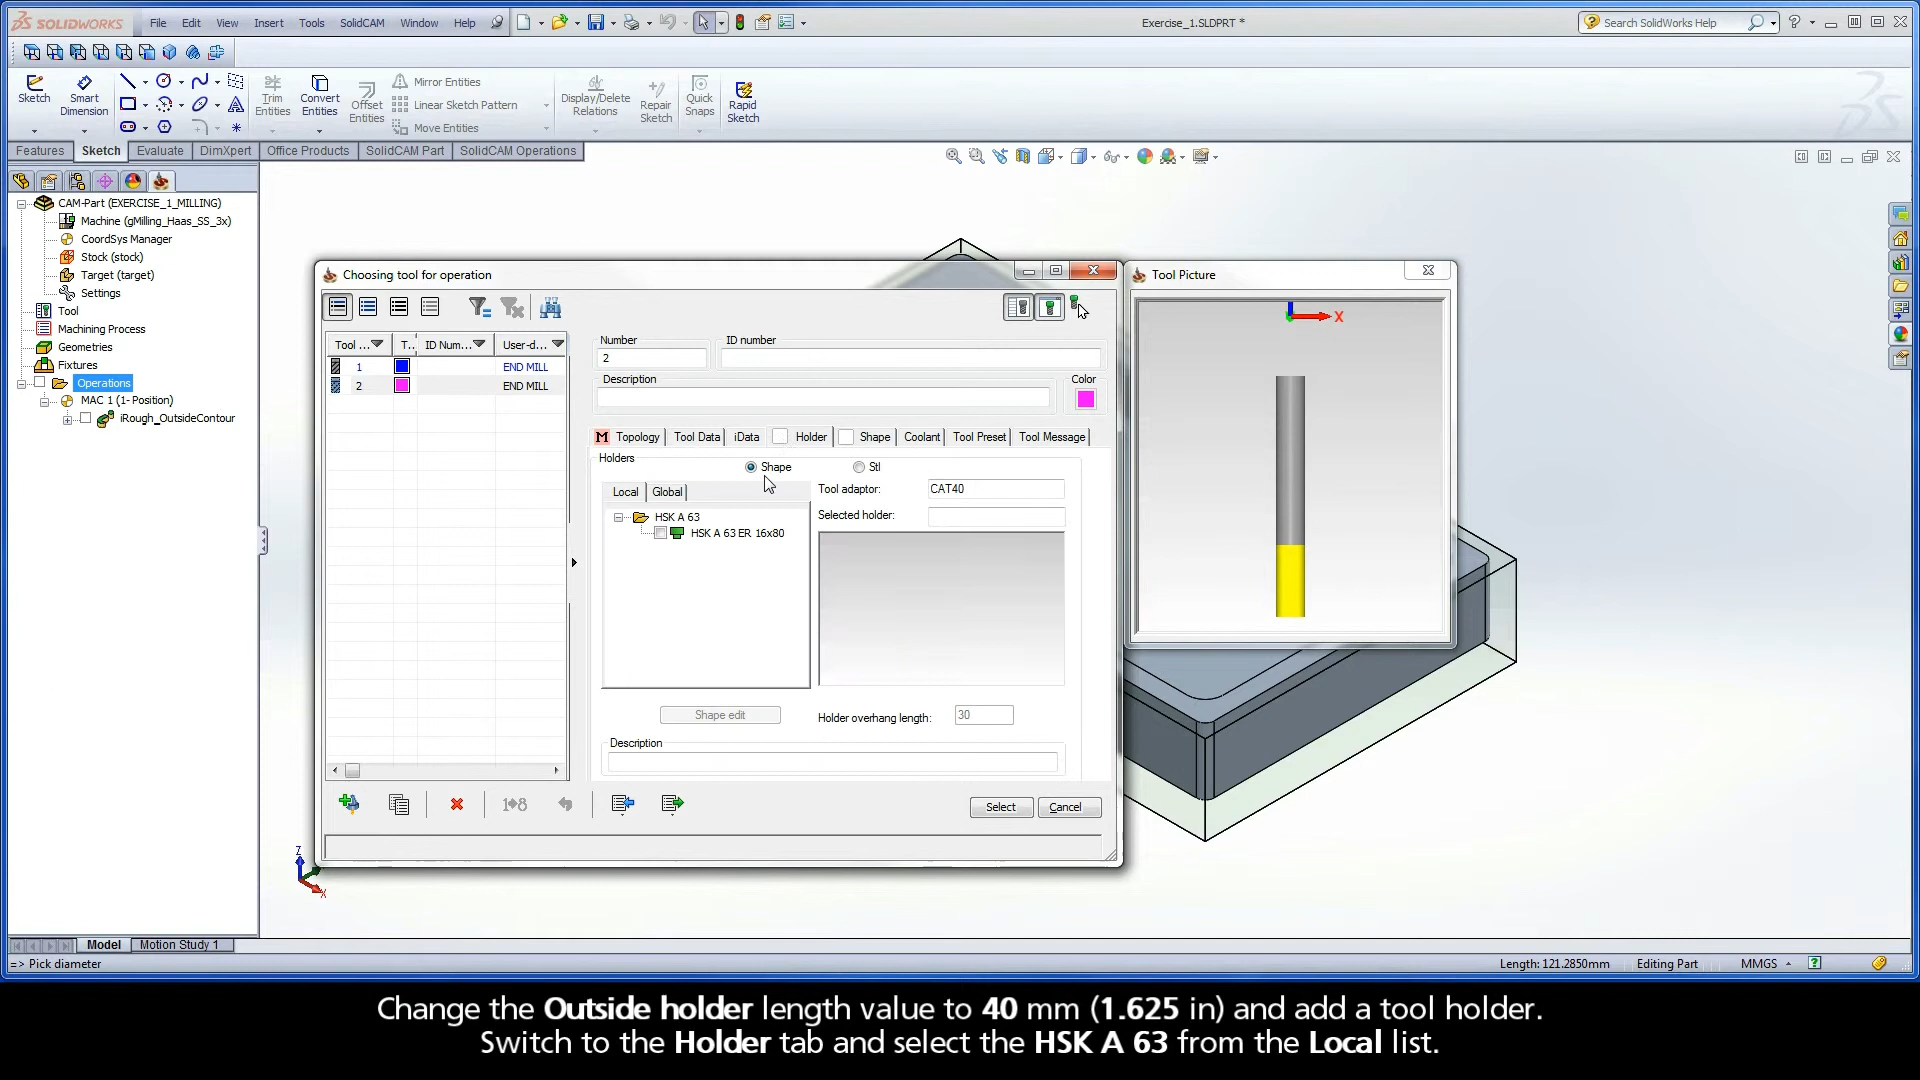 SOLIDWORKS File Edit View Insert Tools SolidCAM Window Help
Exercise_1.SLDPRT *
Search SolidWorks Help
Sketch
Smart Dimension
Trim Entities
Convert Entities
Offset Entities
Mirror Entities
Linear Sketch Pattern
Move Entities
Display/Delete Relations
Repair Sketch
Quick Snaps
Rapid Sketch
Features Sketch Evaluate DimXpert Office Products SolidCAM Part SolidCAM Operations
CAM-Part (EXERCISE_1_MILLING)
Machine (gMilling_Haas_SS_3x)
CoordSys Manager
Stock (stock)
Target (target)
Settings
Tool
Machining Process
Geometries
Fixtures
Operations
MAC 1 (1- Position)
iRough_OutsideContour
Choosing tool for operation
Tool ... T.. ID Num... User-d...
1 END MILL
2 END MILL
Number ID number
2
Description Color
M Topology Tool Data iData Holder Shape Coolant Tool Preset Tool Message
Holders
Shape Stl
Local Global
HSK A 63
HSK A 63 ER 16x80
Tool adaptor: CAT40
Selected holder:
Shape edit
Holder overhang length: 30
Description
1 8
Select Cancel
Tool Picture
X
Z
X
Model Motion Study 1
=> Pick diameter
Length: 121.2850mm Editing Part MMGS
Change the Outside holder length value to 40 mm (1.625 in) and add a tool holder.
Switch to the Holder tab and select the HSK A 63 from the Local list.